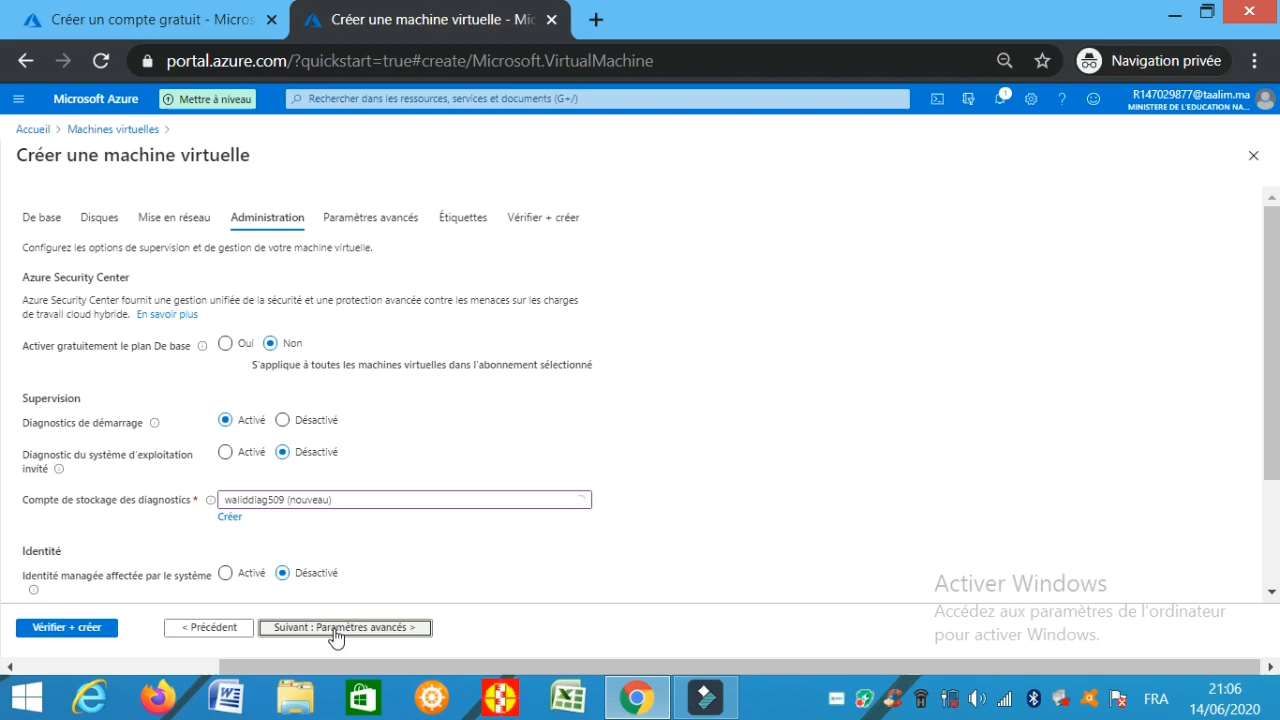 Créer un compte gratuit - Micros
Créer une machine virtuelle - Mic
portal.azure.com/?quickstart=true#create/Microsoft.VirtualMachine
Navigation privée
Microsoft Azure
Mettre à niveau
Rechercher dans les ressources, services et documents (G+/)
1
R147029877@taalim.ma
MINISTERE DE L'EDUCATION NA...
Accueil > Machines virtuelles >
Créer une machine virtuelle
De base Disques Mise en réseau Administration Paramètres avancés Étiquettes Vérifier + créer
Configurez les options de supervision et de gestion de votre machine virtuelle.
Azure Security Center
Azure Security Center fournit une gestion unifiée de la sécurité et une protection avancée contre les menaces sur les charges
de travail cloud hybride. En savoir plus
Activer gratuitement le plan De base Oui Non
S'applique à toutes les machines virtuelles dans l'abonnement sélectionné
Supervision
Diagnostics de démarrage Activé Désactivé
Diagnostic du système d'exploitation
invité
Activé Désactivé
Compte de stockage des diagnostics * waliddiag509 (nouveau)
Créer
Identité
Identité managée affectée par le système Activé Désactivé
Activer Windows
Accédez aux paramètres de l'ordinateur
pour activer Windows.
Vérifier + créer < Précédent Suivant : Paramètres avancés >
FRA
21:06
14/06/2020